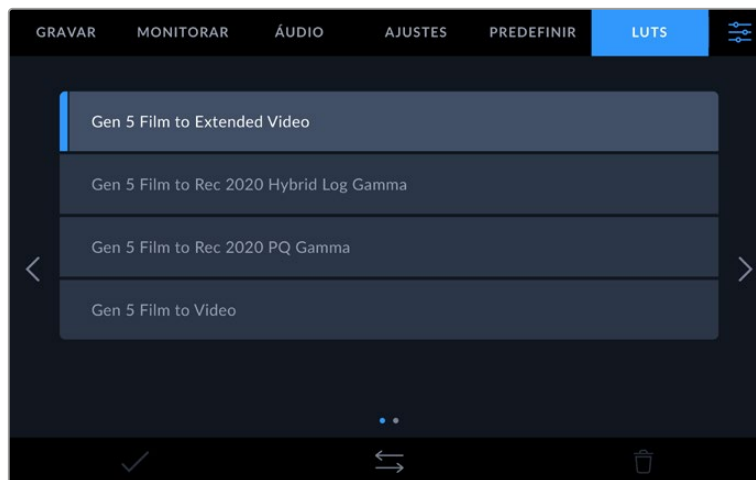 GRAVAR MONITORAR ÁUDIO AJUSTES PREDEFINIR LUTS
Gen 5 Film to Extended Video
Gen 5 Film to Rec 2020 Hybrid Log Gamma
Gen 5 Film to Rec 2020 PQ Gamma
Gen 5 Film to Video